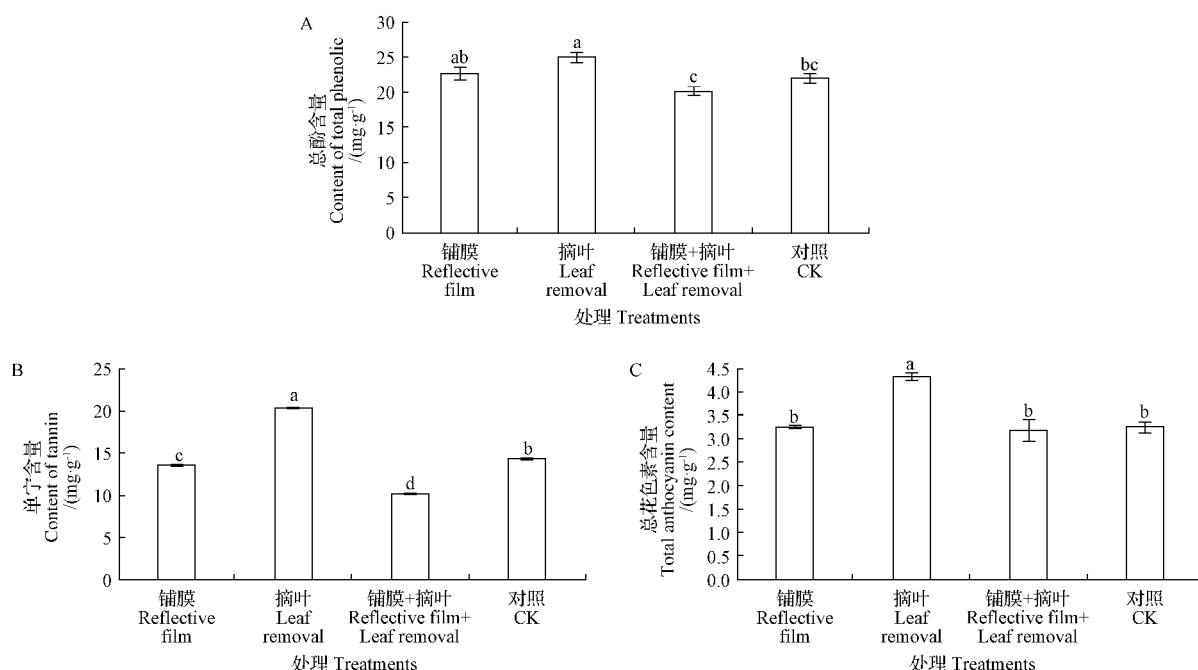 A
总酚含量
Content of total phenolic
/(mg·g⁻¹)
30
25
20
15
10
5
0
ab
a
c
bc
铺膜
Reflective
film
摘叶
Leaf
removal
铺膜+摘叶
Reflective film+
Leaf removal
对照
CK
处理 Treatments
B
单宁含量
Content of tannin
/(mg·g⁻¹)
25
20
15
10
5
0
c
a
d
b
铺膜
Reflective
film
摘叶
Leaf
removal
铺膜+摘叶
Reflective film+
Leaf removal
对照
CK
处理 Treatments
C
总花色素含量
Total anthocyanin content
/(mg·g⁻¹)
4.5
4.0
3.5
3.0
2.5
2.0
1.5
1.0
0.5
0.0
b
a
b
b
铺膜
Reflective
film
摘叶
Leaf
removal
铺膜+摘叶
Reflective film+
Leaf removal
对照
CK
处理 Treatments